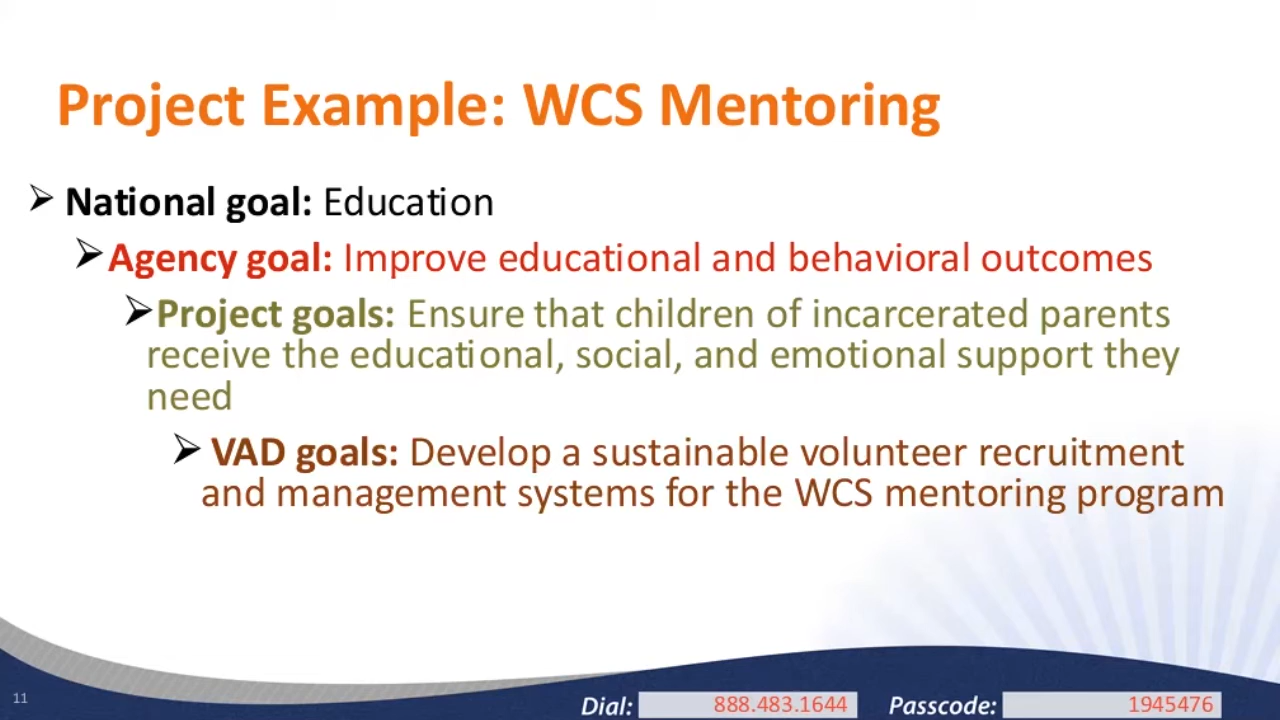 Project Example: WCS Mentoring
National goal: Education
Agency goal: Improve educational and behavioral outcomes
Project goals: Ensure that children of incarcerated parents
receive the educational, social, and emotional support they
need
VAD goals: Develop a sustainable volunteer recruitment
and management systems for the WCS mentoring program
11
Dial: 888.483.1644 Passcode: 1945476